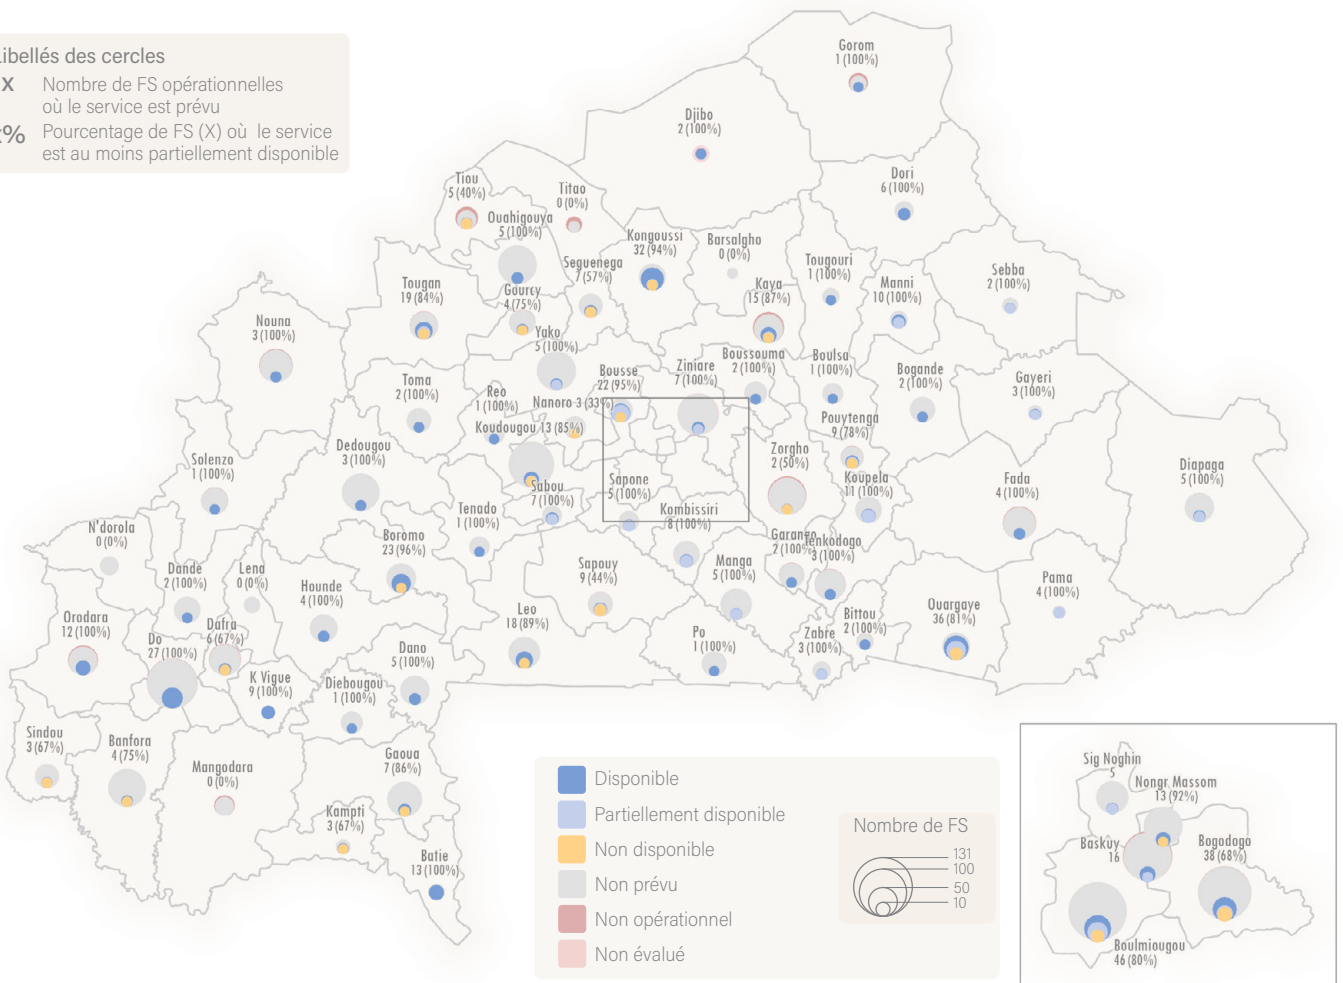 Libellés des cercles
X Nombre de FS opérationnelles
où le service est prévu
% Pourcentage de FS (X) où le service
est au moins partiellement disponible
Gorom
1 (100%)
Djibo
2 (100%)
Dori
6 (100%)
Tiou
5 (40%)
Titao
0 (0%)
Ouahigouya
5 (100%)
Kongoussi
32 (94%)
Barsalgho
0 (0%)
Seguenega
7 (57%)
Tougouri
1 (100%)
Sebba
2 (100%)
Kaya
15 (87%)
Manni
10 (100%)
Tougan
19 (84%)
Gourcy
4 (75%)
Nouna
3 (100%)
Yako
5 (100%)
Bousse
22 (95%)
Ziniare
7 (100%)
Boussouma
2 (100%)
Boulsa
1 (100%)
Bogande
2 (100%)
Gayeri
3 (100%)
Toma
2 (100%)
Reo
1 (100%)
Nanoro 3 (33%)
Koudougou 13 (85%)
Pouytenga
9 (78%)
Dedougou
3 (100%)
Zorgho
2 (50%)
Solenzo
1 (100%)
Diapaga
5 (100%)
Sabou
7 (100%)
Sapone
5 (100%)
Koupela
11 (100%)
Fada
4 (100%)
Tenado
1 (100%)
Kombissiri
8 (100%)
N'dorola
0 (0%)
Boromo
23 (96%)
Garango
2 (100%)
Tenkodogo
3 (100%)
Dande
2 (100%)
Lena
0 (0%)
Hounde
4 (100%)
Sapouy
9 (44%)
Manga
5 (100%)
Pama
4 (100%)
Orodara
12 (100%)
Do
27 (100%)
Dafra
6 (67%)
Leo
18 (89%)
Bittou
2 (100%)
Ouargaye
36 (81%)
Po
1 (100%)
Zabre
3 (100%)
Dano
5 (100%)
K Vigue
9 (100%)
Diebougou
1 (100%)
Sindou
3 (67%)
Banfora
4 (75%)
Mangodara
0 (0%)
Gaoua
7 (86%)
Kampti
3 (67%)
Batie
13 (100%)
Disponible
Partiellement disponible
Non disponible
Non prévu
Non opérationnel
Non évalué
Nombre de FS
131
100
50
10
Sig Noghin
5
Nongr Massom
13 (92%)
Baskuy
16
Bogodogo
38 (68%)
Boulmiougou
46 (80%)